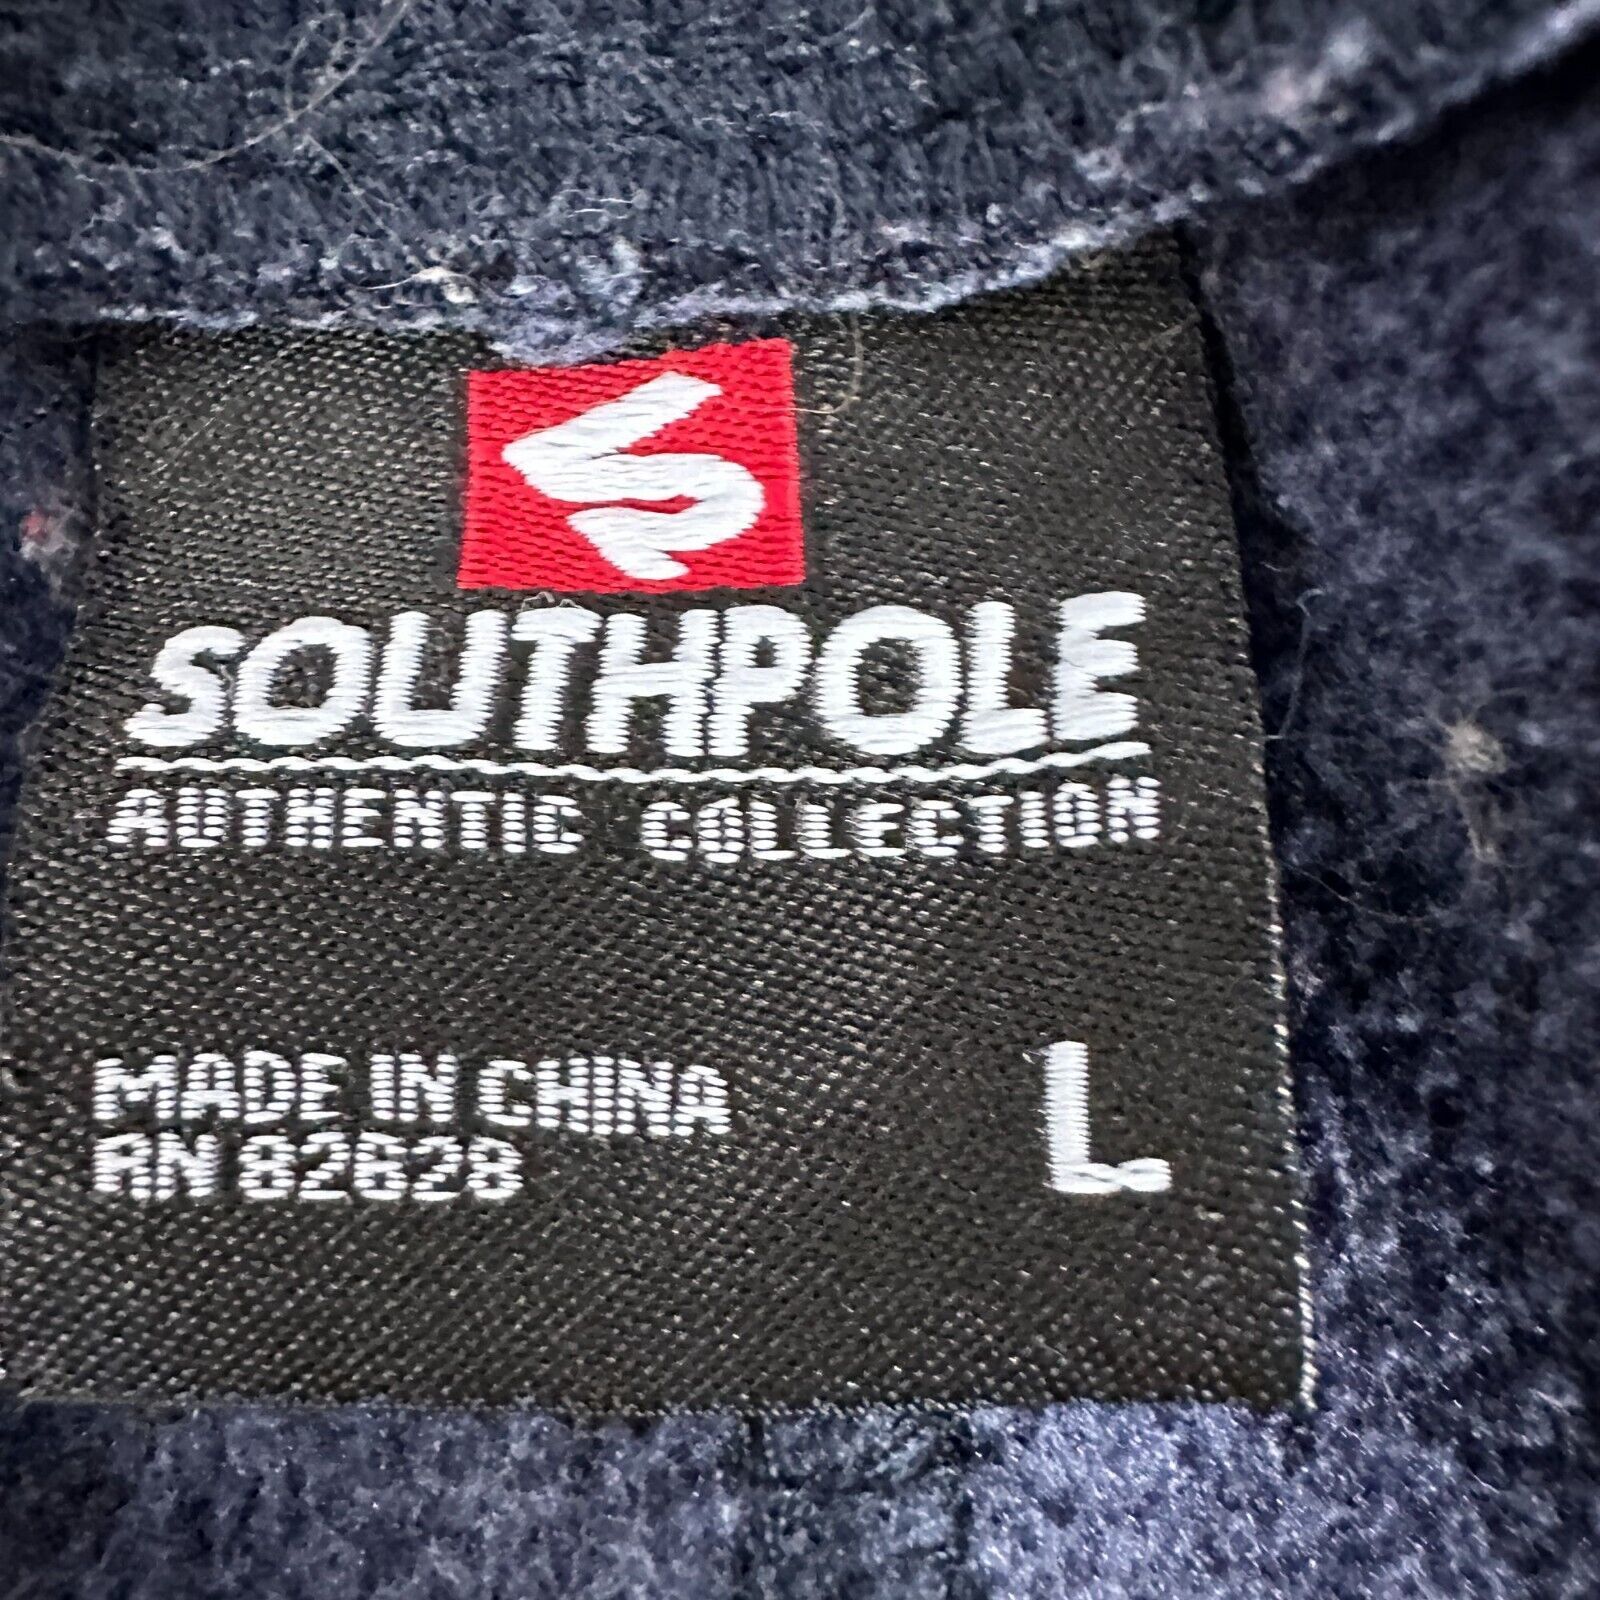 SOUTHPOLE
AUTHENTIC COLLECTION
MADE IN CHINA
RN 82628
L